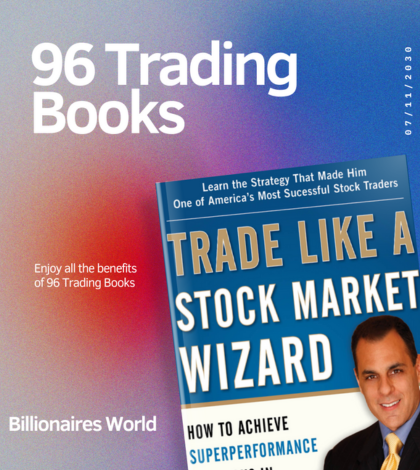 96 Trading
Books
07/11/2030
Learn the Strategy That Made Him
One of America's Most Sucessful Stock Traders
TRADE LIKE A
STOCK MARKET
WIZARD
HOW TO ACHIEVE
SUPERPERFORMANCE
Enjoy all the benefits
of 96 Trading Books
Billionaires World